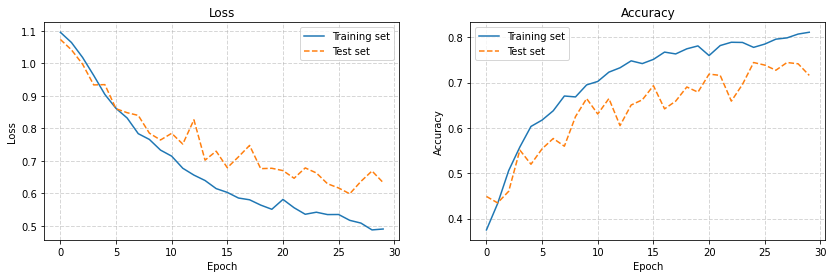 Loss
Training set
Test set
Loss
1.1
1.0
0.9
0.8
0.7
0.6
0.5
0
5
10
15
20
25
30
Epoch
Accuracy
Training set
Test set
Accuracy
0.8
0.7
0.6
0.5
0.4
0
5
10
15
20
25
30
Epoch